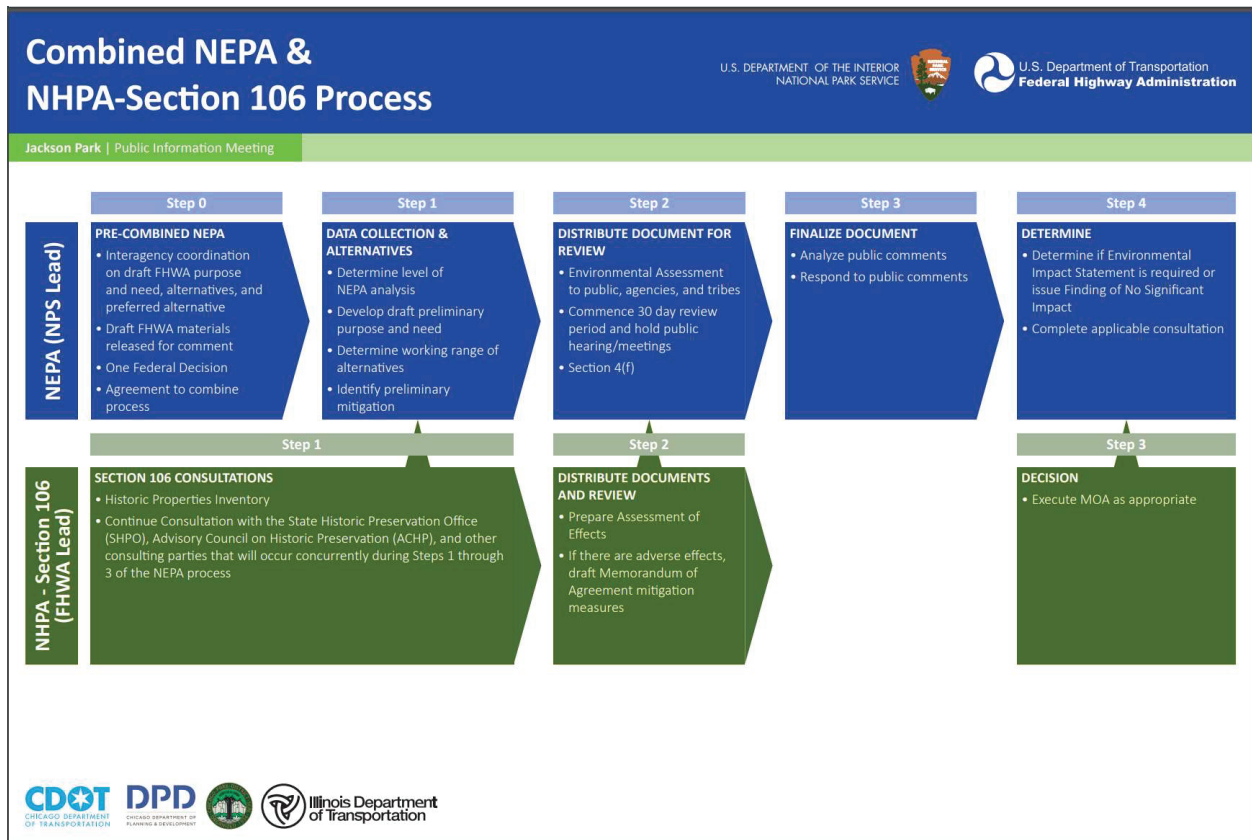 Combined NEPA &
NHPA-Section 106 Process
U.S. DEPARTMENT OF THE INTERIOR
NATIONAL PARK SERVICE
NATIONAL
PARK
SERVICE
U.S. Department of Transportation
Federal Highway Administration
Jackson Park | Public Information Meeting
NEPA (NPS Lead)
Step 0
PRE-COMBINED NEPA
• Interagency coordination
on draft FHWA purpose
and need, alternatives, and
preferred alternative
• Draft FHWA materials
released for comment
• One Federal Decision
• Agreement to combine
process
Step 1
DATA COLLECTION &
ALTERNATIVES
• Determine level of
NEPA analysis
• Develop draft preliminary
purpose and need
• Determine working range of
alternatives
• Identify preliminary
mitigation
Step 2
DISTRIBUTE DOCUMENT FOR
REVIEW
• Environmental Assessment
to public, agencies, and tribes
• Commence 30 day review
period and hold public
hearing/meetings
• Section 4(f)
Step 3
FINALIZE DOCUMENT
• Analyze public comments
• Respond to public comments
Step 4
DETERMINE
• Determine if Environmental
Impact Statement is required or
issue Finding of No Significant
Impact
• Complete applicable consultation
NHPA - Section 106
(FHWA Lead)
Step 1
SECTION 106 CONSULTATIONS
• Historic Properties Inventory
• Continue Consultation with the State Historic Preservation Office
(SHPO), Advisory Council on Historic Preservation (ACHP), and other
consulting parties that will occur concurrently during Steps 1 through
3 of the NEPA process
Step 2
DISTRIBUTE DOCUMENTS
AND REVIEW
• Prepare Assessment of
Effects
• If there are adverse effects,
draft Memorandum of
Agreement mitigation
measures
Step 3
DECISION
• Execute MOA as appropriate
CDOT
CHICAGO DEPARTMENT
OF TRANSPORTATION
DPD
CHICAGO DEPARTMENT OF
PLANNING & DEVELOPMENT
Illinois Department
of Transportation